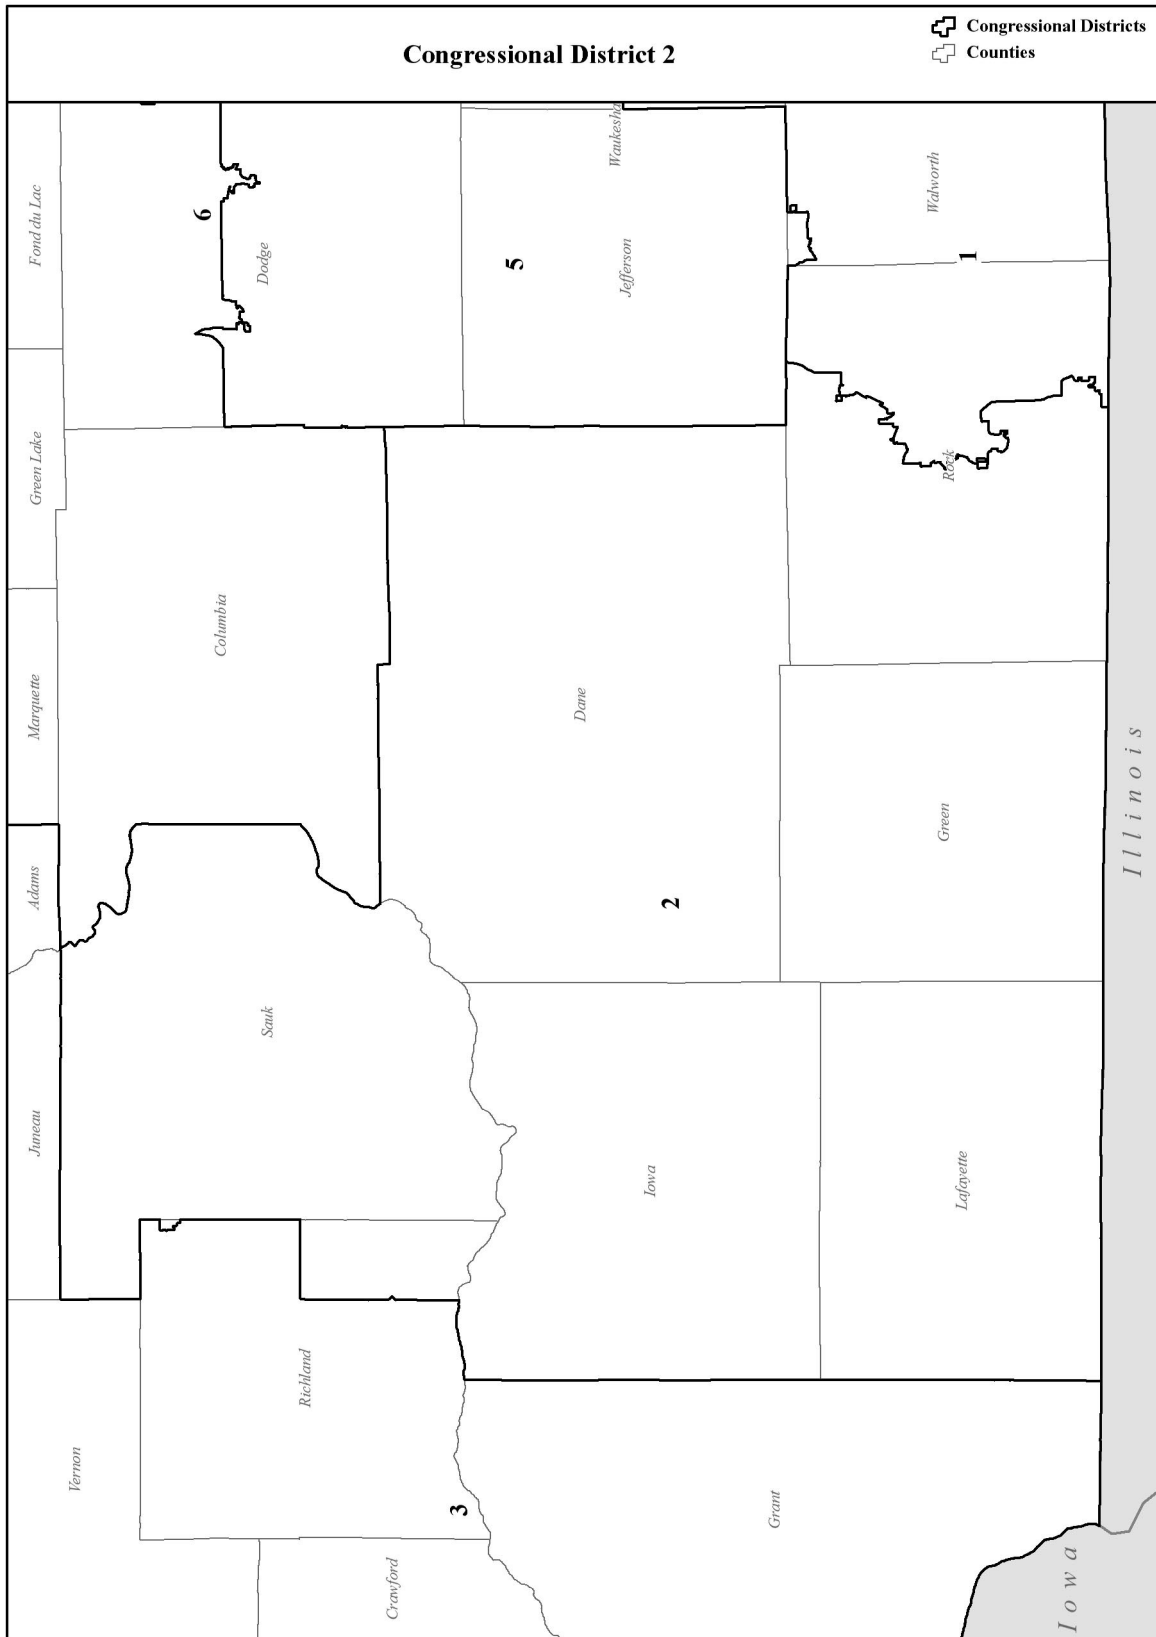 Congressional District 2
Congressional Districts
Counties
Fond du Lac
Green Lake
Marquette
Adams
Juneau
Vernon
6
Dodge
5
Jefferson
Waukesha
Walworth
1
Rock
Columbia
Dane
Green
2
Sauk
Iowa
Lafayette
Richland
3
Crawford
Grant
Illinois
Iowa